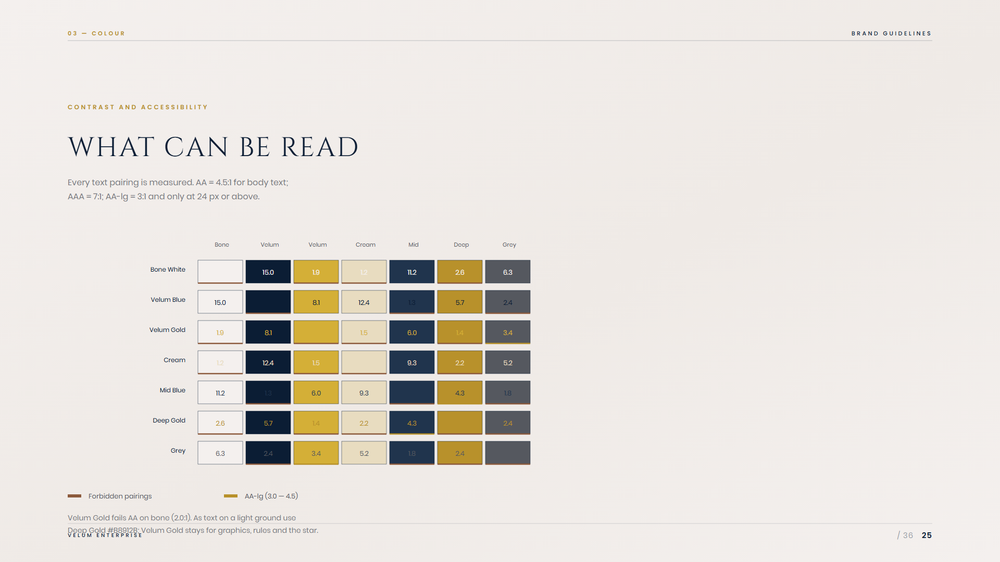 03 — COLOUR
BRAND GUIDELINES
CONTRAST AND ACCESSIBILITY
WHAT CAN BE READ
Every text pairing is measured. AA = 4.5:1 for body text;
AAA = 7:1; AA-lg = 3:1 and only at 24 px or above.
Bone Velum Velum Cream Mid Deep Grey
Bone White 15.0 1.9 1.2 11.2 2.6 6.3
Velum Blue 15.0 8.1 12.4 1.3 5.7 2.4
Velum Gold 1.9 8.1 1.5 6.0 1.4 3.4
Cream 1.2 12.4 1.5 9.3 2.2 5.2
Mid Blue 11.2 1.3 6.0 9.3 4.3 1.8
Deep Gold 2.6 5.7 1.4 2.2 4.3 2.4
Grey 6.3 2.4 3.4 5.2 1.8 2.4
Forbidden pairings
AA-lg (3.0 — 4.5)
Velum Gold fails AA on bone (2.0:1). As text on a light ground use
Deep Gold #B8912B; Velum Gold stays for graphics, rules and the star.
VELUM ENTERPRISE
/ 36 25